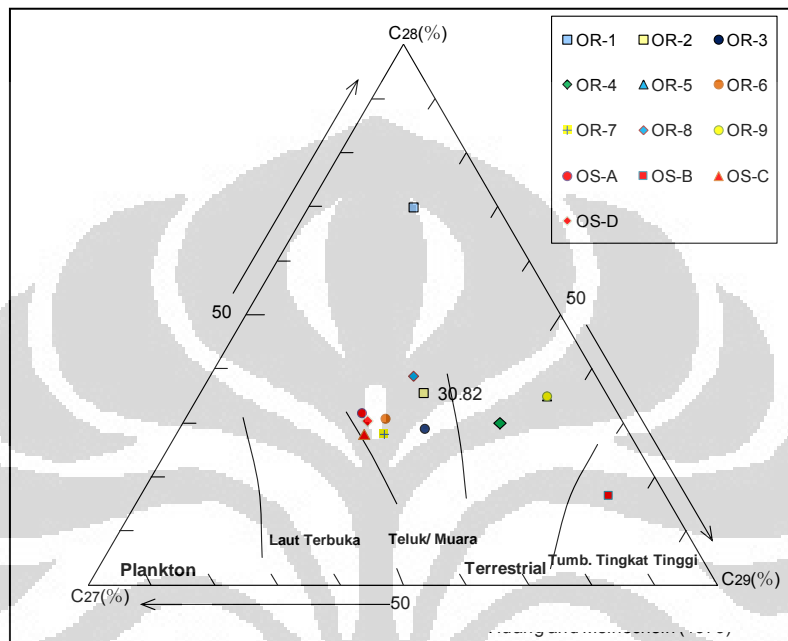 C28(%)
OR-1 OR-2 OR-3
OR-4 OR-5 OR-6
OR-7 OR-8 OR-9
OS-A OS-B OS-C
OS-D
50
50
30.82
Laut Terbuka
Teluk/ Muara
Plankton
Terrestrial
Tumb. Tingkat Tinggi
C27(%)
50
C29(%)